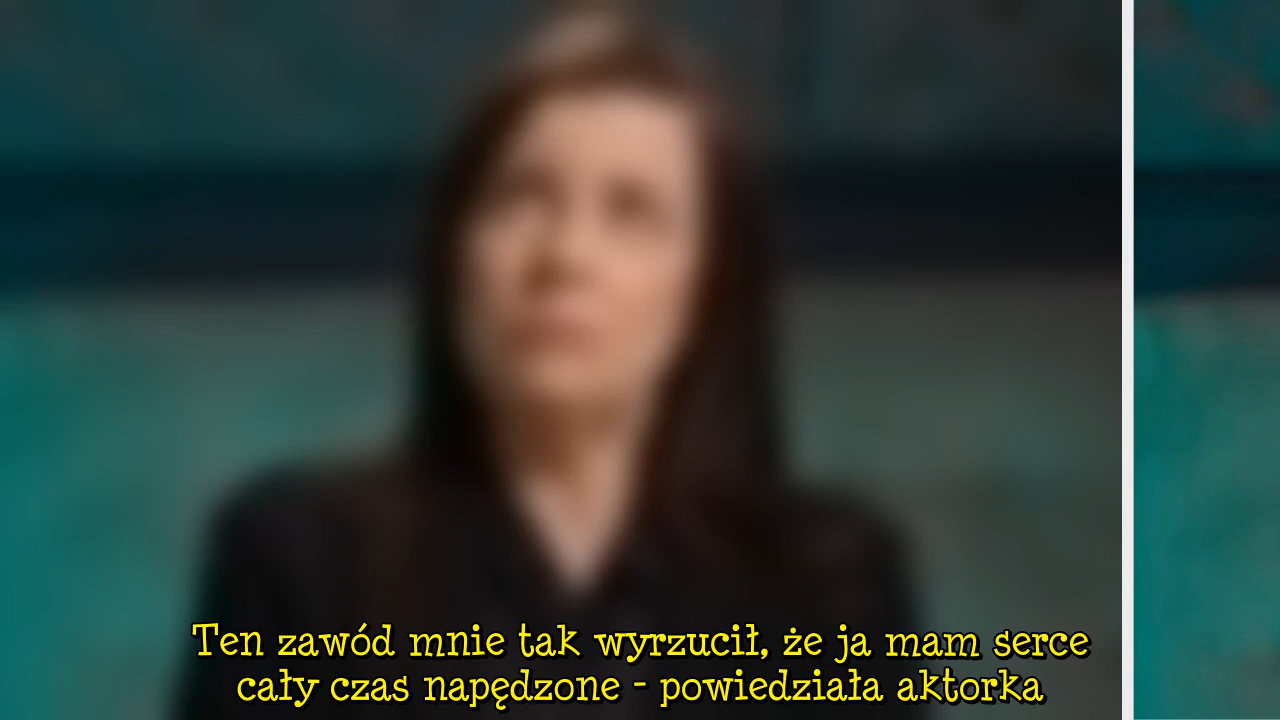 Ten zawód mnie tak wyrzucił, że ja mam serce
cały czas napędzone - powiedziała aktorka